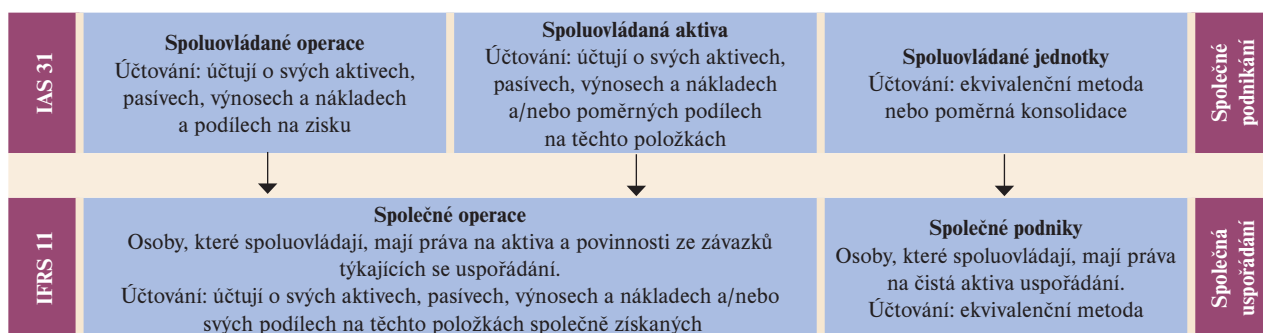 IAS 31
Spoluovládané operace
Účtování: účtují o svých aktivech,
pasívech, výnosech a nákladech
a podílech na zisku
Spoluovládaná aktiva
Účtování: účtují o svých aktivech,
pasívech, výnosech a nákladech
a/nebo poměrných podílech
na těchto položkách
Spoluovládané jednotky
Účtování: ekvivalenční metoda
nebo poměrná konsolidace
Společné
podnikání
IFRS 11
Společné operace
Osoby, které spoluovládají, mají práva na aktiva a povinnosti ze závazků
týkajících se uspořádání.
Účtování: účtují o svých aktivech, pasívech, výnosech a nákladech a/nebo
svých podílech na těchto položkách společně získaných
Společné podniky
Osoby, které spoluovládají, mají práva
na čistá aktiva uspořádání.
Účtování: ekvivalenční metoda
Společná
uspořádání